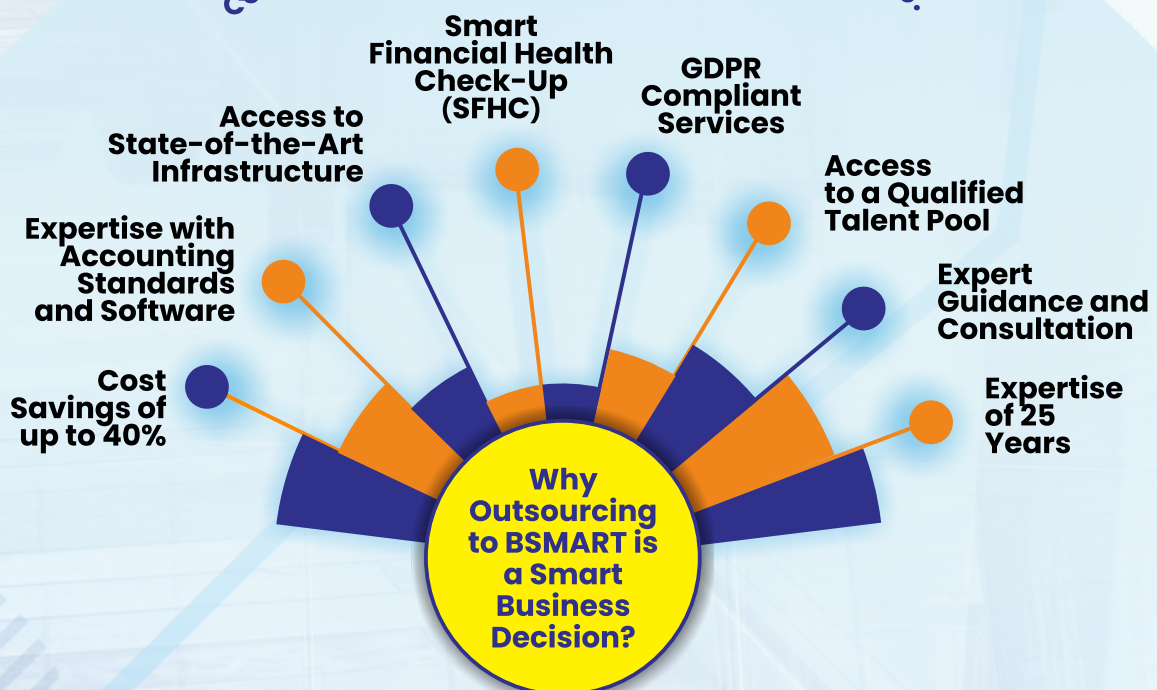 Smart
Financial Health
Check-Up
(SFHC)
GDPR
Compliant
Services
Access to
State-of-the-Art
Infrastructure
Access
to a Qualified
Talent Pool
Expertise with
Accounting
Standards
and Software
Expert
Guidance and
Consultation
Cost
Savings of
up to 40%
Expertise
of 25
Years
Why
Outsourcing
to BSMART is
a Smart
Business
Decision?